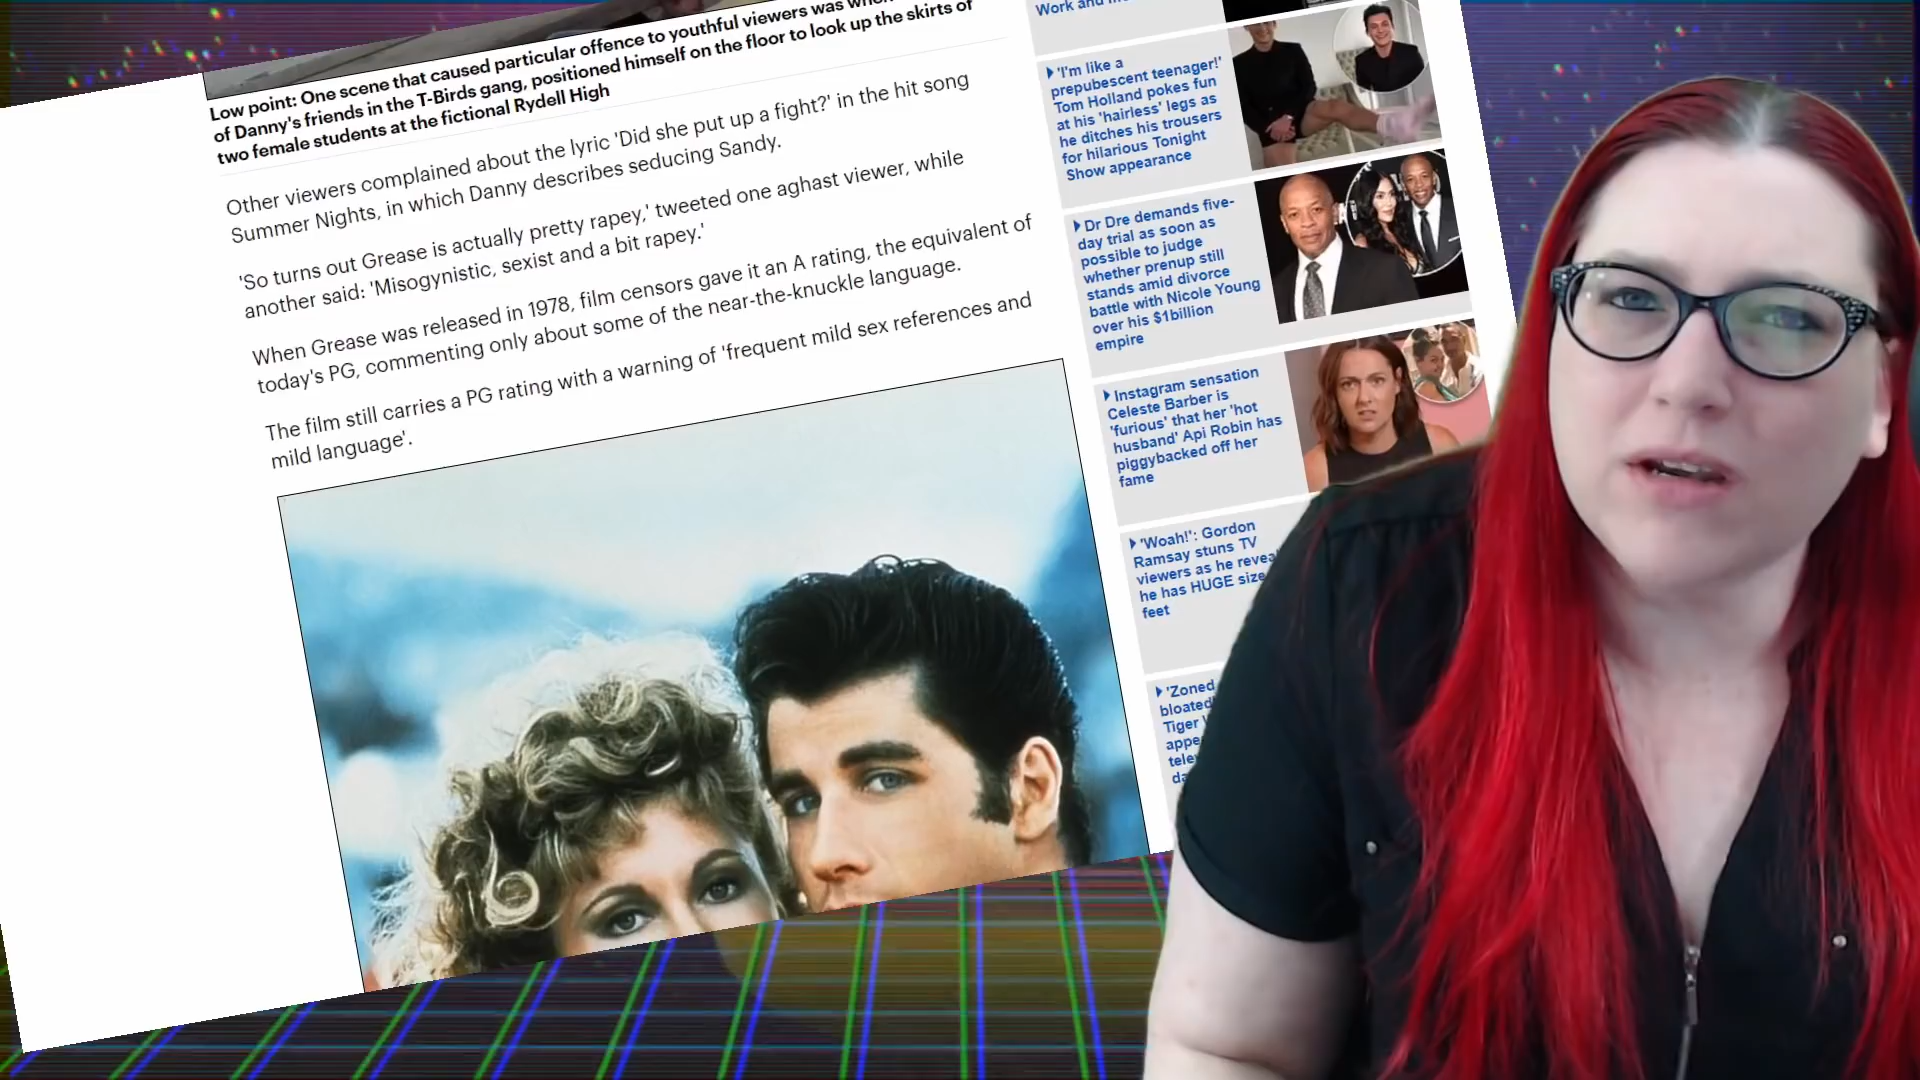 Low point: One scene that caused particular offence to youthful viewers was
of Danny's friends in the T-Birds gang, positioned himself on the floor to look up the skirts of
two female students at the fictional Rydell High
Other viewers complained about the lyric 'Did she put up a fight?' in the hit song
Summer Nights, in which Danny describes seducing Sandy.
'So turns out Grease is actually pretty rapey,' tweeted one aghast viewer, while
another said: 'Misogynistic, sexist and a bit rapey.'
When Grease was released in 1978, film censors gave it an A rating, the equivalent of
today's PG, commenting only about some of the near-the-knuckle language.
The film still carries a PG rating with a warning of 'frequent mild sex references and
mild language'.
Work and
'I'm like a
prepubescent teenager!'
Tom Holland pokes fun
at his 'hairless' legs as
he ditches his trousers
for hilarious Tonight
Show appearance
Dr Dre demands five-
day trial as soon as
possible to judge
whether prenup still
stands amid divorce
battle with Nicole Young
over his $1billion
empire
Instagram sensation
Celeste Barber is
'furious' that her 'hot
husband' Api Robin has
piggybacked off her
fame
'Woah!': Gordon
Ramsay stuns TV
viewers as he
he has HUGE size
feet
'Zoned
bloated
Tiger